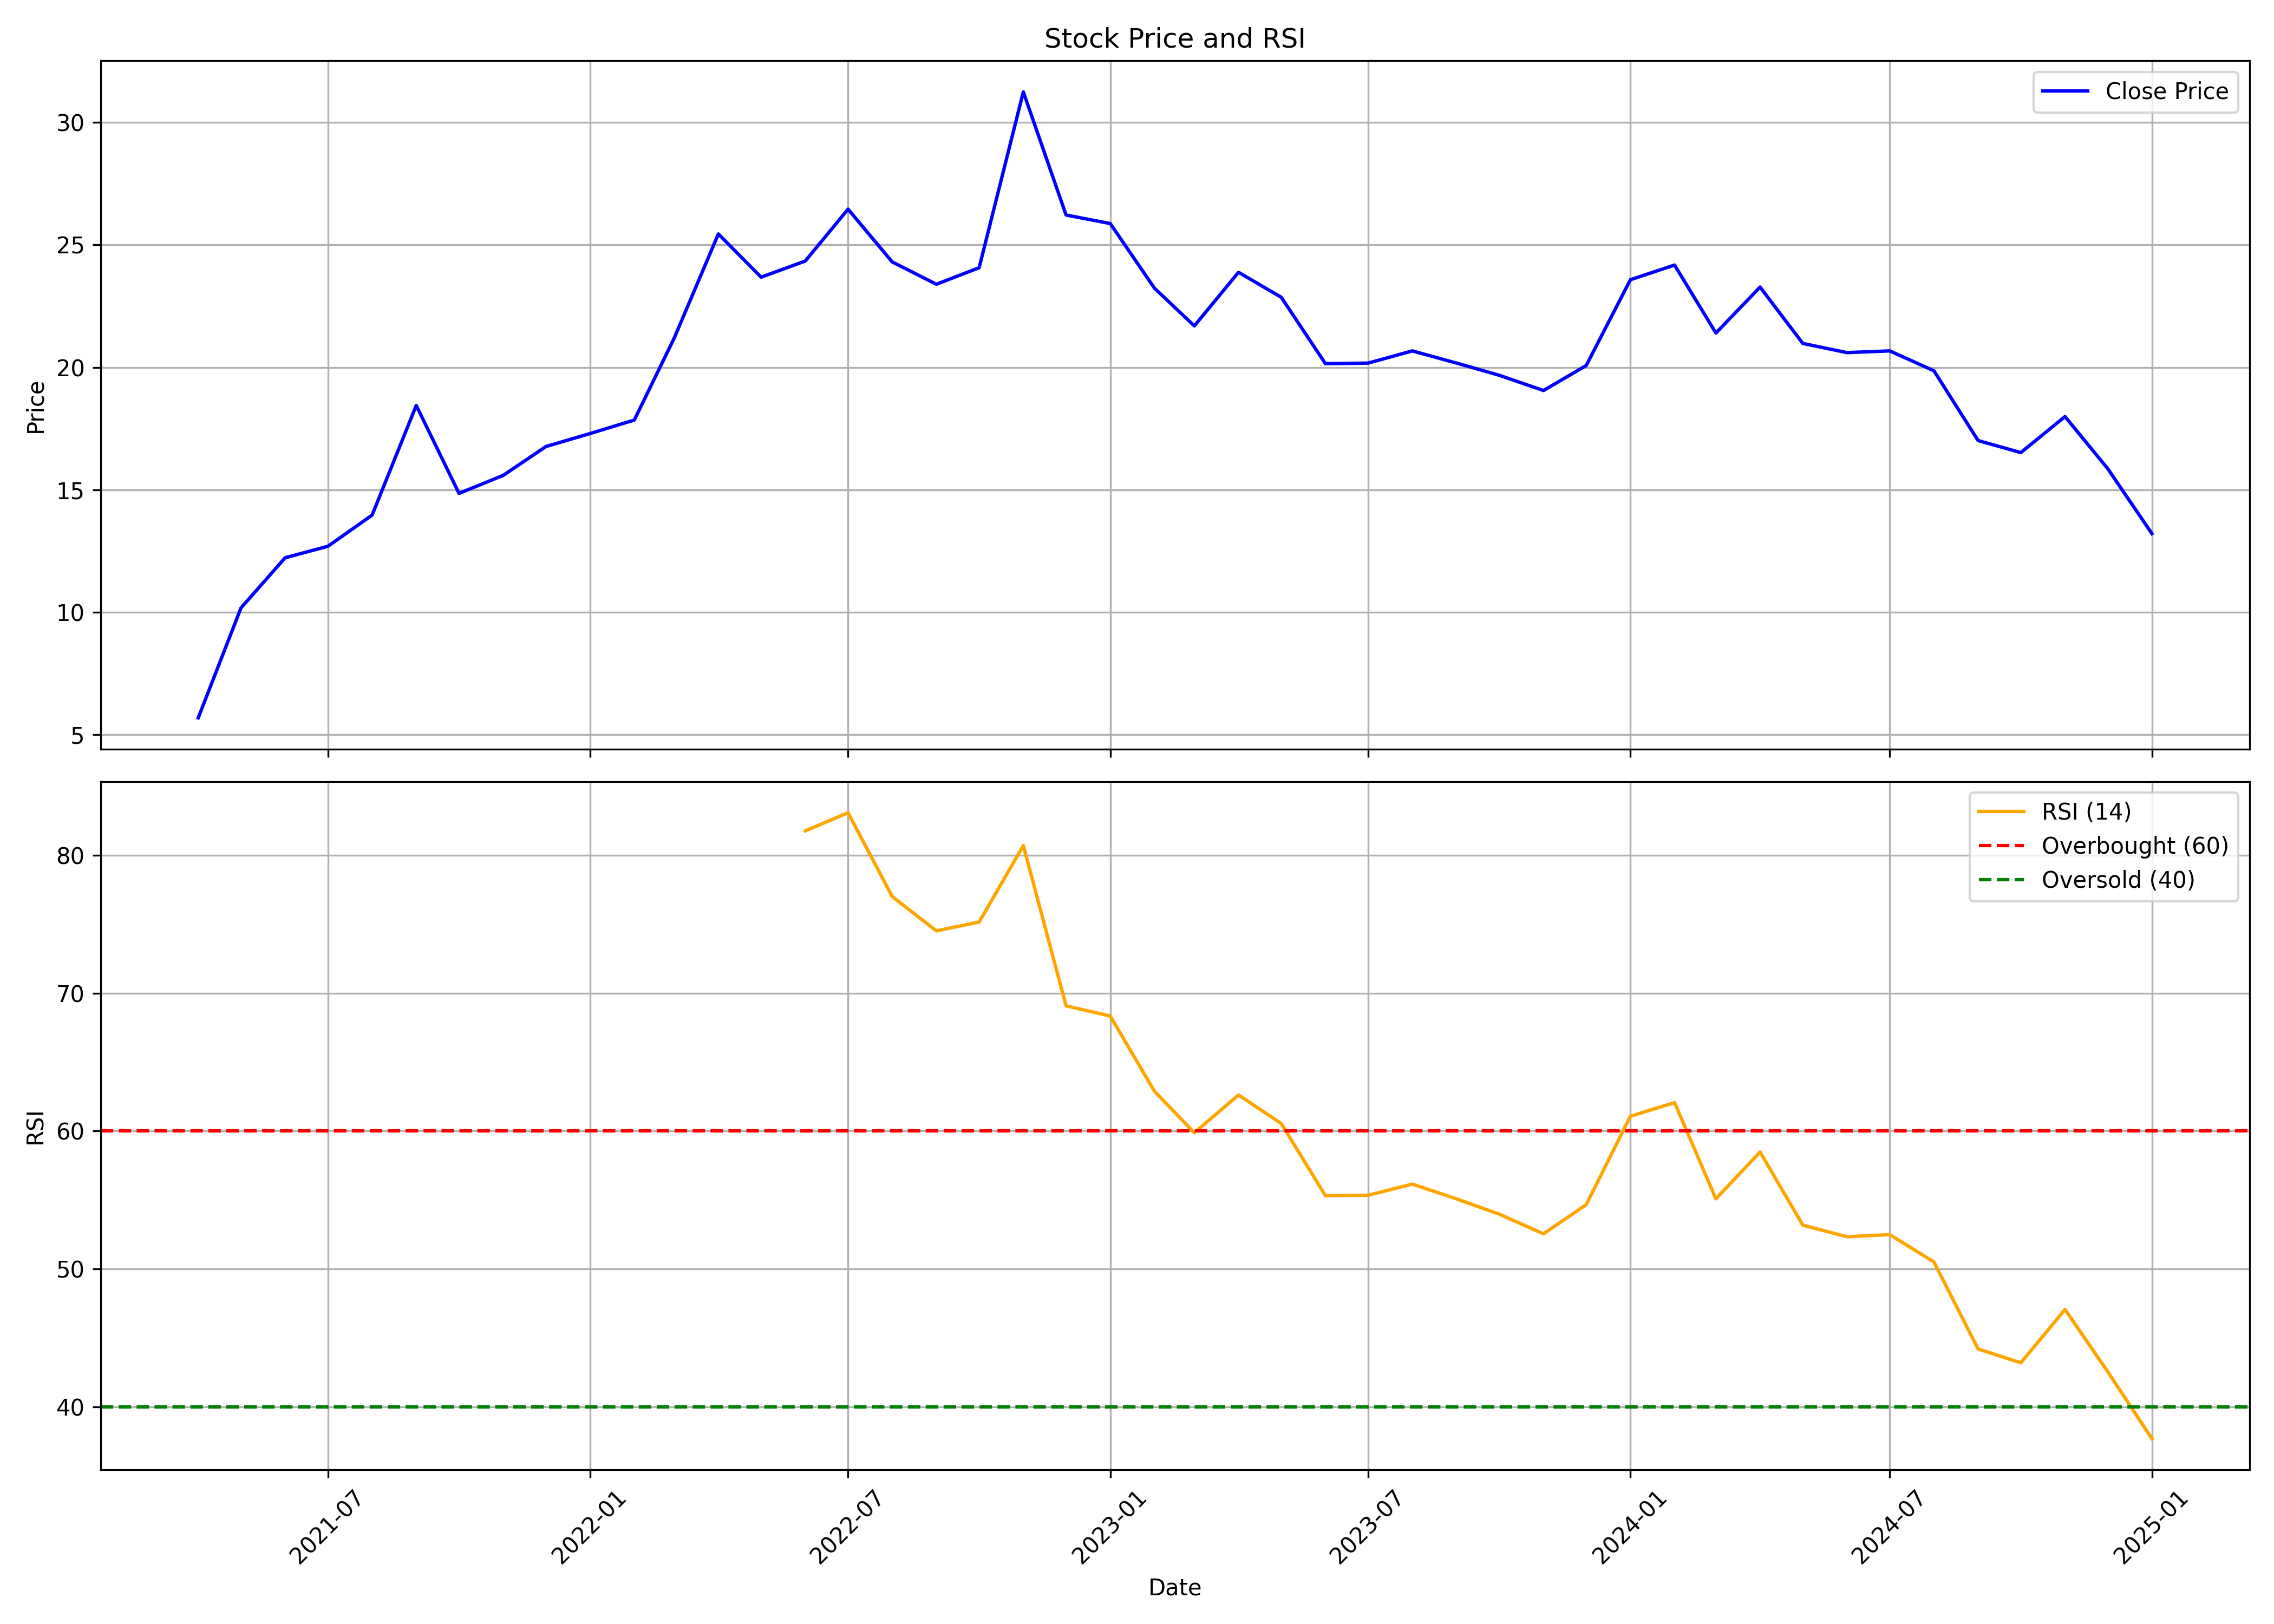 Stock Price and RSI
Close Price
Price
30
25
20
15
10
5
RSI (14)
Overbought (60)
Oversold (40)
RSI
80
70
60
50
40
2021-07
2022-01
2022-07
2023-01
2023-07
2024-01
2024-07
2025-01
Date